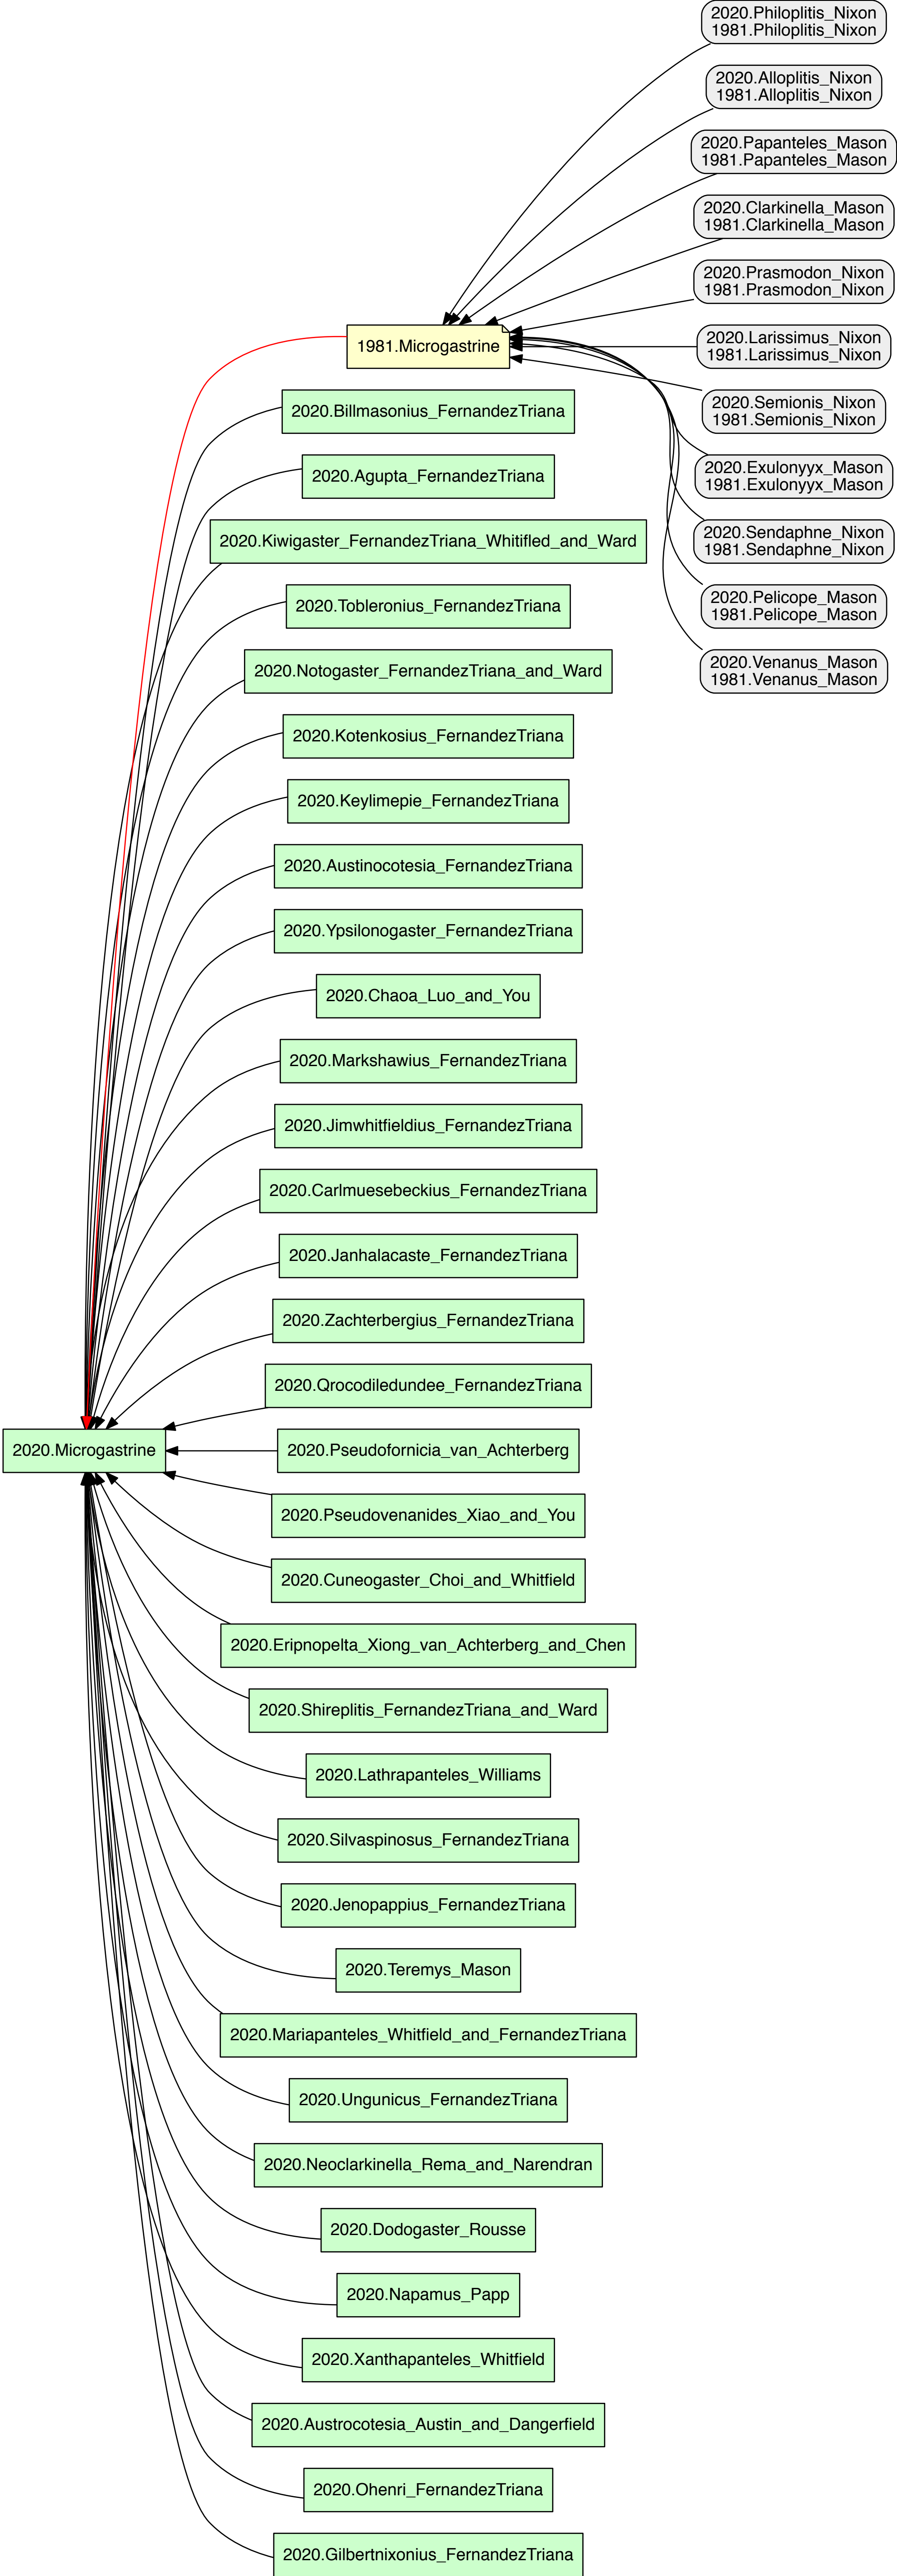 2020.Philoplitis_Nixon
1981.Philoplitis_Nixon
2020.Alloplitis_Nixon
1981.Alloplitis_Nixon
2020.Papanteles_Mason
1981.Papanteles_Mason
2020.Clarkinella_Mason
1981.Clarkinella_Mason
2020.Prasmodon_Nixon
1981.Prasmodon_Nixon
1981.Microgastrine
2020.Larissimus_Nixon
1981.Larissimus_Nixon
2020.Billmasonius_FernandezTriana
2020.Semionis_Nixon
1981.Semionis_Nixon
2020.Agupta_FernandezTriana
2020.Exulonyyx_Mason
1981.Exulonyyx_Mason
2020.Kiwigaster_FernandezTriana_Whitifled_and_Ward
2020.Sendaphne_Nixon
1981.Sendaphne_Nixon
2020.Tobleronius_FernandezTriana
2020.Pelicope_Mason
1981.Pelicope_Mason
2020.Notogaster_FernandezTriana_and_Ward
2020.Venanus_Mason
1981.Venanus_Mason
2020.Kotenkosius_FernandezTriana
2020.Keylimepie_FernandezTriana
2020.Austinocotesia_FernandezTriana
2020.Ypsilonogaster_FernandezTriana
2020.Chaoa_Luo_and_You
2020.Markshawius_FernandezTriana
2020.Jimwhitfieldius_FernandezTriana
2020.Carlmuesebeckius_FernandezTriana
2020.Janhalacaste_FernandezTriana
2020.Zachterbergius_FernandezTriana
2020.Qrocodiledundee_FernandezTriana
2020.Microgastrine
2020.Pseudofornicia_van_Achterberg
2020.Pseudovenanides_Xiao_and_You
2020.Cuneogaster_Choi_and_Whitfield
2020.Eripnopelta_Xiong_van_Achterberg_and_Chen
2020.Shireplitis_FernandezTriana_and_Ward
2020.Lathrapanteles_Williams
2020.Silvaspinosus_FernandezTriana
2020.Jenopappius_FernandezTriana
2020.Teremys_Mason
2020.Mariapanteles_Whitfield_and_FernandezTriana
2020.Ungunicus_FernandezTriana
2020.Neoclarkinella_Rema_and_Narendran
2020.Dodogaster_Rousse
2020.Napamus_Papp
2020.Xanthapanteles_Whitfield
2020.Austrocotesia_Austin_and_Dangerfield
2020.Ohenri_FernandezTriana
2020.Gilbertnixonius_FernandezTriana